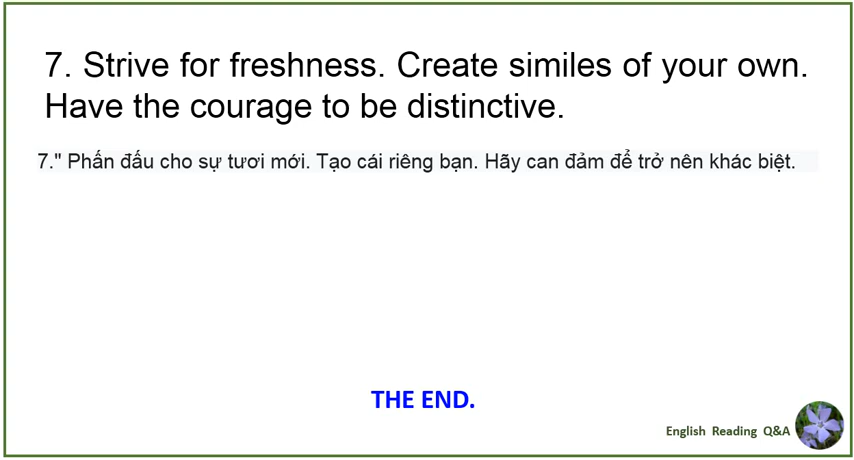 7. Strive for freshness. Create similes of your own.
Have the courage to be distinctive.
7." Phấn đấu cho sự tươi mới. Tạo cái riêng bạn. Hãy can đảm để trở nên khác biệt.
THE END.
English Reading Q&A